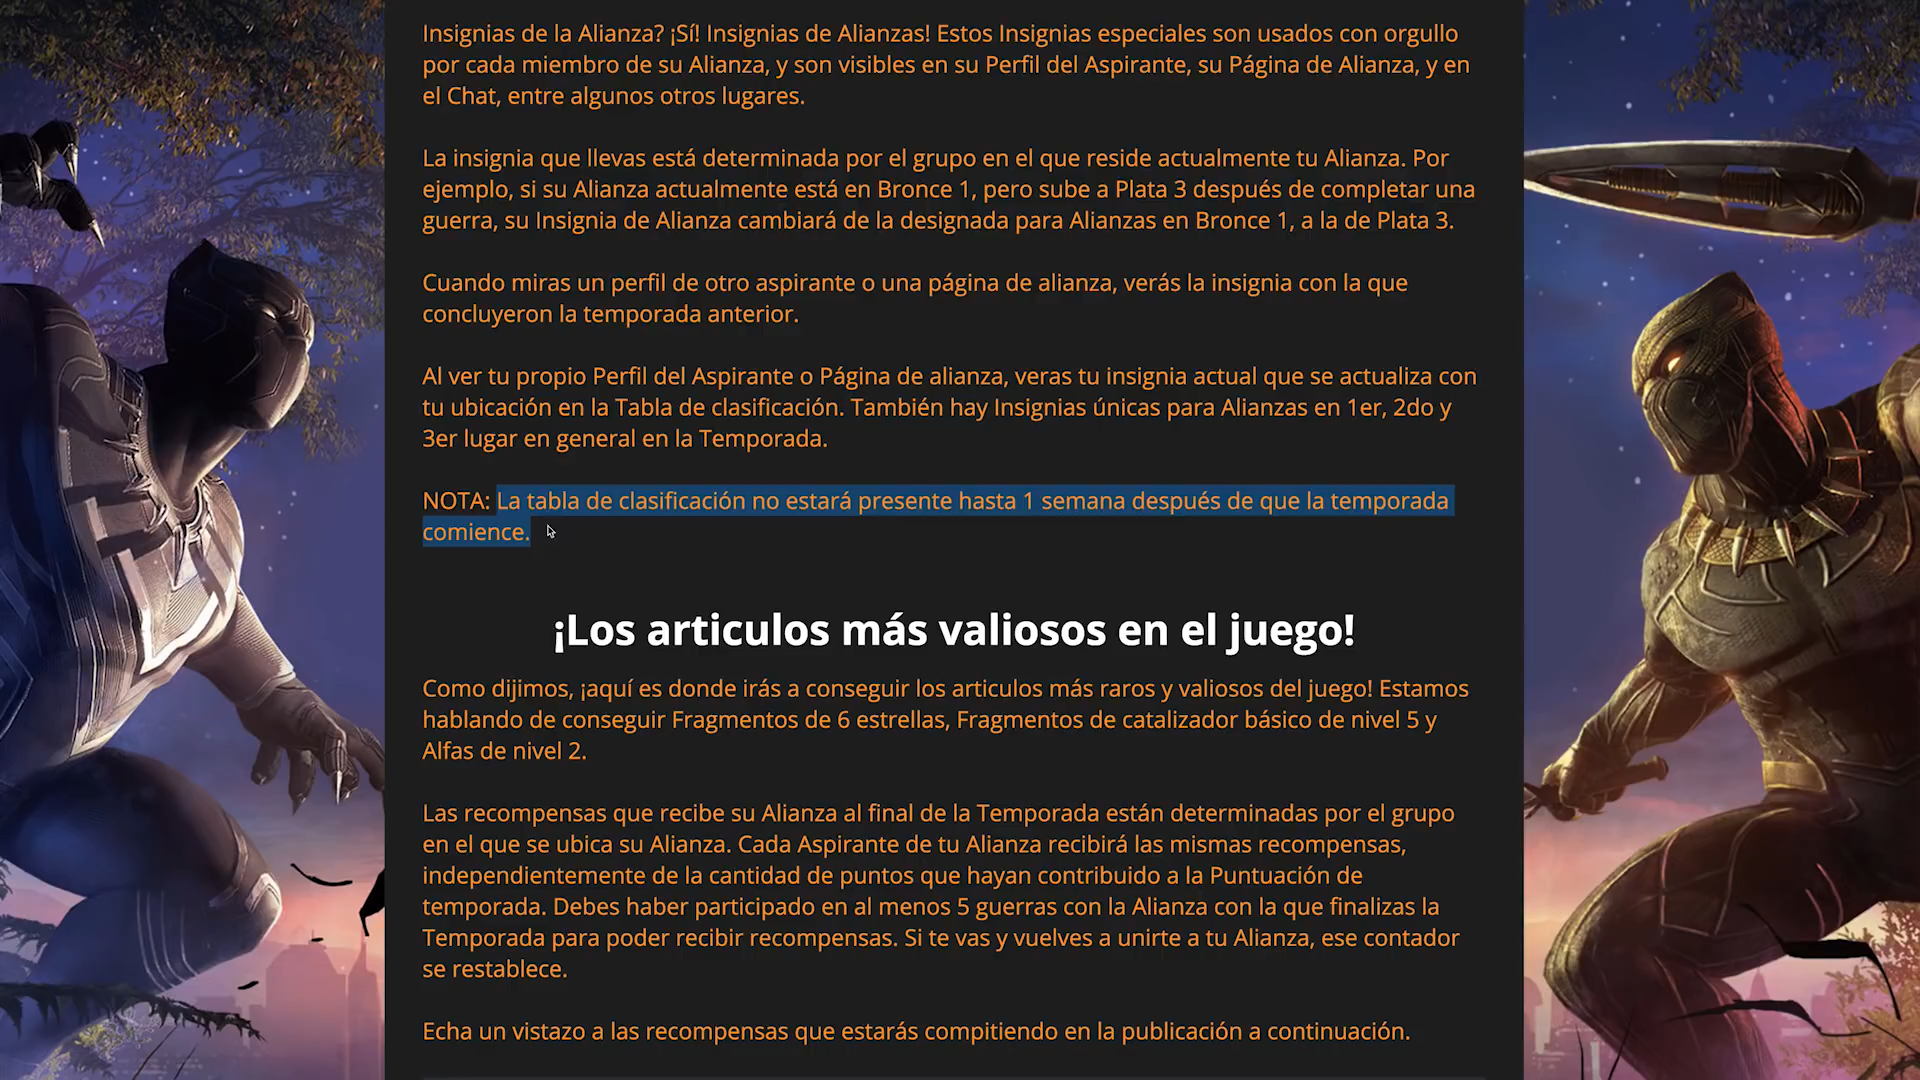 Insignias de la Alianza? ¡Sí! Insignias de Alianzas! Estos Insignias especiales son usados con orgullo
por cada miembro de su Alianza, y son visibles en su Perfil del Aspirante, su Página de Alianza, y en
el Chat, entre algunos otros lugares.
La insignia que llevas está determinada por el grupo en el que reside actualmente tu Alianza. Por
ejemplo, si su Alianza actualmente está en Bronce 1, pero sube a Plata 3 después de completar una
guerra, su Insignia de Alianza cambiará de la designada para Alianzas en Bronce 1, a la de Plata 3.
Cuando miras un perfil de otro aspirante o una página de alianza, verás la insignia con la que
concluyeron la temporada anterior.
Al ver tu propio Perfil del Aspirante o Página de alianza, veras tu insignia actual que se actualiza con
tu ubicación en la Tabla de clasificación. También hay Insignias únicas para Alianzas en 1er, 2do y
3er lugar en general en la Temporada.
NOTA: La tabla de clasificación no estará presente hasta 1 semana después de que la temporada
comience.
¡Los articulos más valiosos en el juego!
Como dijimos, ¡aquí es donde irás a conseguir los articulos más raros y valiosos del juego! Estamos
hablando de conseguir Fragmentos de 6 estrellas, Fragmentos de catalizador básico de nivel 5 y
Alfas de nivel 2.
Las recompensas que recibe su Alianza al final de la Temporada están determinadas por el grupo
en el que se ubica su Alianza. Cada Aspirante de tu Alianza recibirá las mismas recompensas,
independientemente de la cantidad de puntos que hayan contribuido a la Puntuación de
temporada. Debes haber participado en al menos 5 guerras con la Alianza con la que finalizas la
Temporada para poder recibir recompensas. Si te vas y vuelves a unirte a tu Alianza, ese contador
se restablece.
Echa un vistazo a las recompensas que estarás compitiendo en la publicación a continuación.